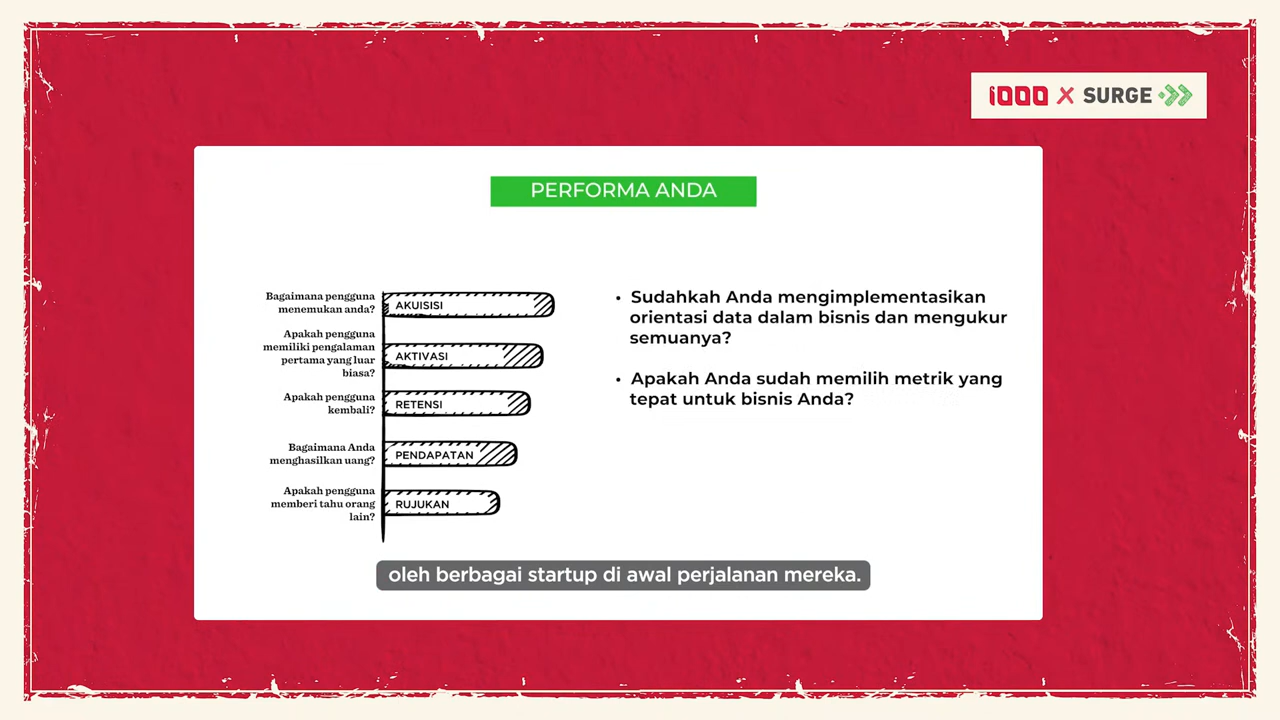 1000 X SURGE
PERFORMA ANDA
Bagaimana pengguna
menemukan anda?
AKUISISI
Apakah pengguna
memiliki pengalaman
pertama yang luar
biasa?
AKTIVASI
Apakah pengguna
kembali?
RETENSI
Bagaimana Anda
menghasilkan uang?
PENDAPATAN
Apakah pengguna
memberi tahu orang
lain?
RUJUKAN
• Sudahkah Anda mengimplementasikan
orientasi data dalam bisnis dan mengukur
semuanya?
• Apakah Anda sudah memilih metrik yang
tepat untuk bisnis Anda?
oleh berbagai startup di awal perjalanan mereka.